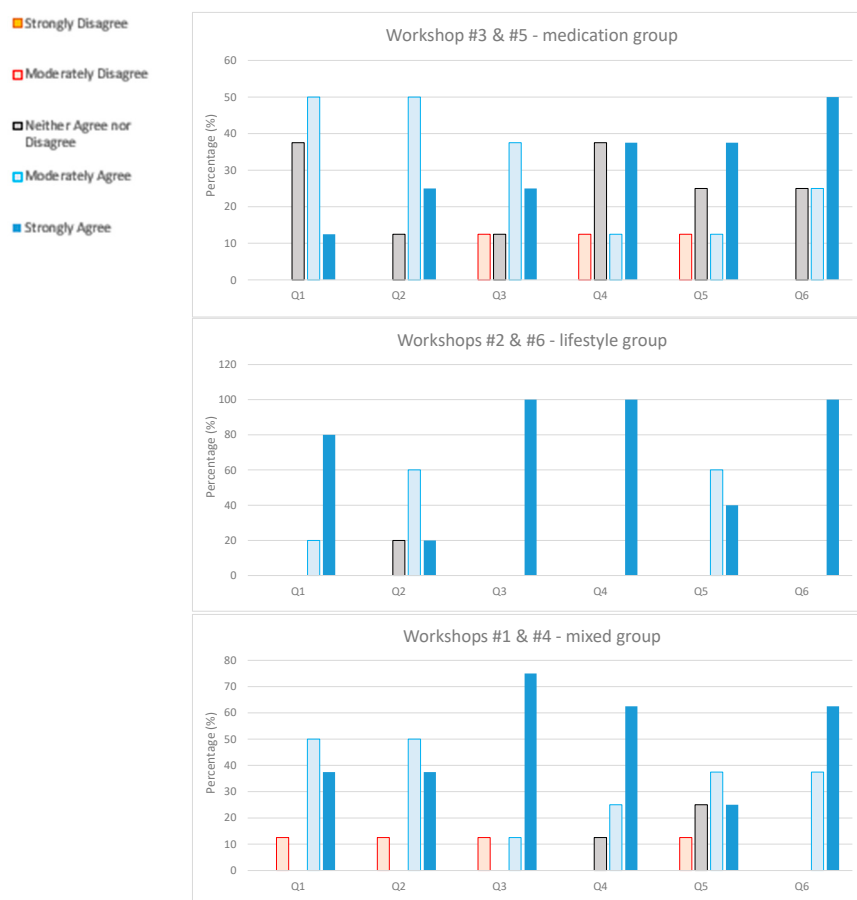 Strongly Disagree
Moderately Disagree
Neither Agree nor
Disagree
Moderately Agree
Strongly Agree
Workshop #3 & #5 - medication group
Percentage (%)
60
50
40
30
20
10
0
Q1 Q2 Q3 Q4 Q5 Q6
Workshops #2 & #6 - lifestyle group
Percentage (%)
120
100
80
60
40
20
0
Q1 Q2 Q3 Q4 Q5 Q6
Workshops #1 & #4 - mixed group
Percentage (%)
80
70
60
50
40
30
20
10
0
Q1 Q2 Q3 Q4 Q5 Q6